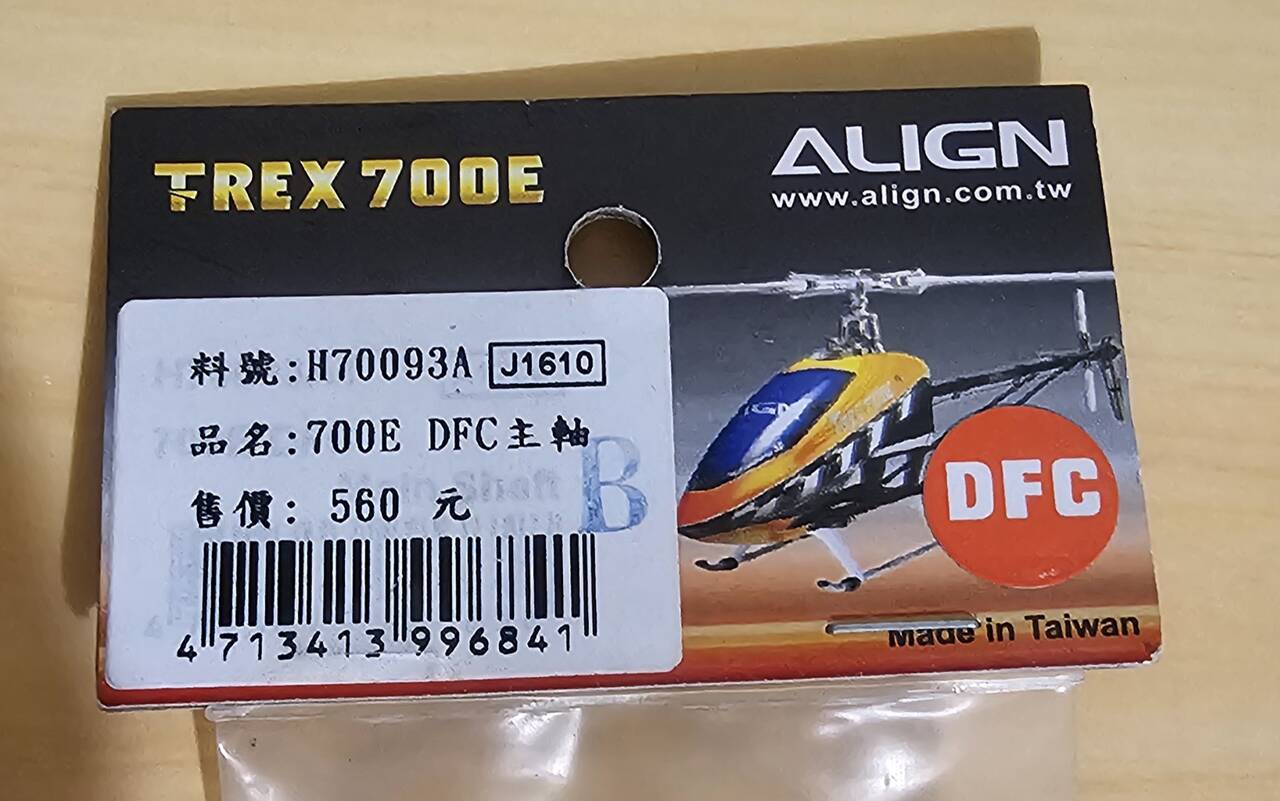 T-REX 700E
ALIGN
www.align.com.tw
料號:H70093A J1610
品名:700E DFC主軸
售價: 560 元
B
4 713413 996841
DFC
Made in Taiwan